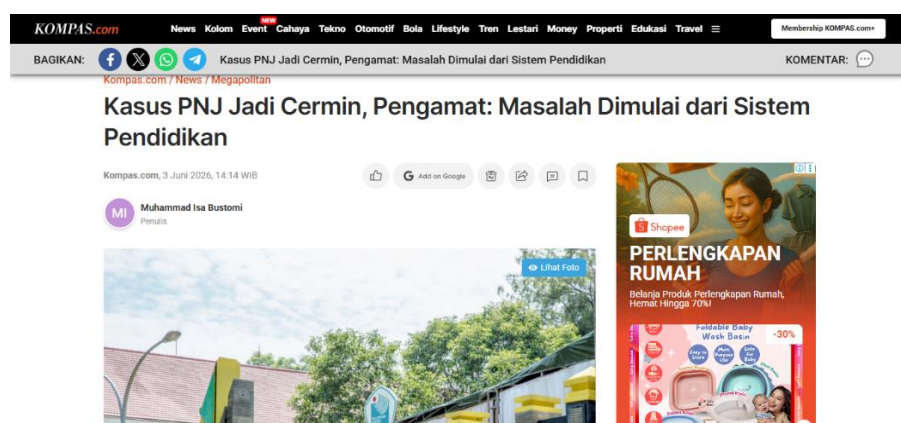 KOMPAS.com
News Kolom Event NEW Cahaya Tekno Otomotif Bola Lifestyle Tren Lestari Money Properti Edukasi Travel
Membership KOMPAS.com+
BAGIKAN:
Kasus PNJ Jadi Cermin, Pengamat: Masalah Dimulai dari Sistem Pendidikan
KOMENTAR:
Kompas.com / News / Megapolitan
Kasus PNJ Jadi Cermin, Pengamat: Masalah Dimulai dari Sistem
Pendidikan
Kompas.com, 3 Juni 2026, 14:14 WIB
Add on Google
MI
Muhammad Isa Bustomi
Penulis
Lihat Foto
Shopee
PERLENGKAPAN
RUMAH
Belanja Produk Perlengkapan Rumah,
Hemat Hingga 70%!
Foldable Baby
Wash Basin
-30%